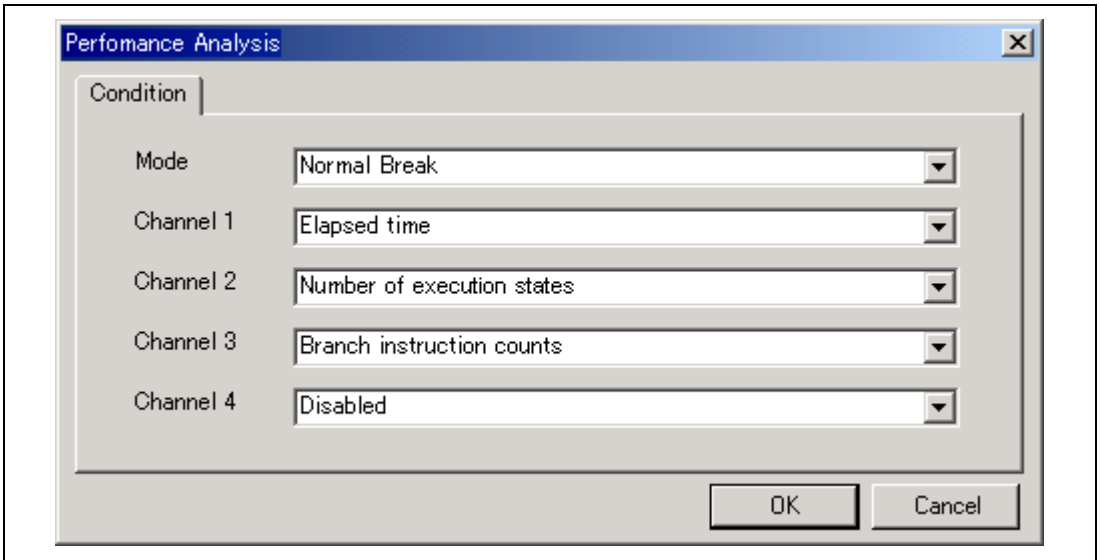 Perfomance Analysis
Condition
Mode
Normal Break
Channel 1
Elapsed time
Channel 2
Number of execution states
Channel 3
Branch instruction counts
Channel 4
Disabled
OK
Cancel